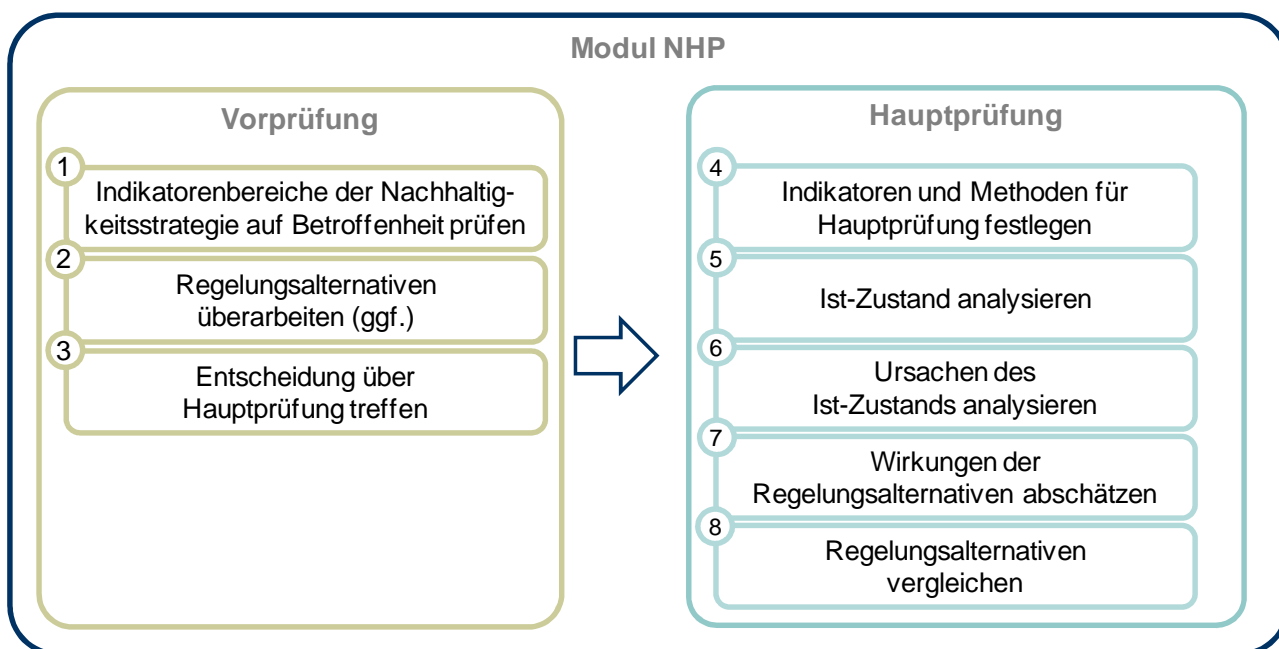 Modul NHP
Vorprüfung
1
Indikatorenbereiche der Nachhaltig-
keitsstrategie auf Betroffenheit prüfen
2
Regelungsalternativen
überarbeiten (ggf.)
3
Entscheidung über
Hauptprüfung treffen
Hauptprüfung
4
Indikatoren und Methoden für
Hauptprüfung festlegen
5
Ist-Zustand analysieren
6
Ursachen des
Ist-Zustands analysieren
7
Wirkungen der
Regelungsalternativen abschätzen
8
Regelungsalternativen
vergleichen